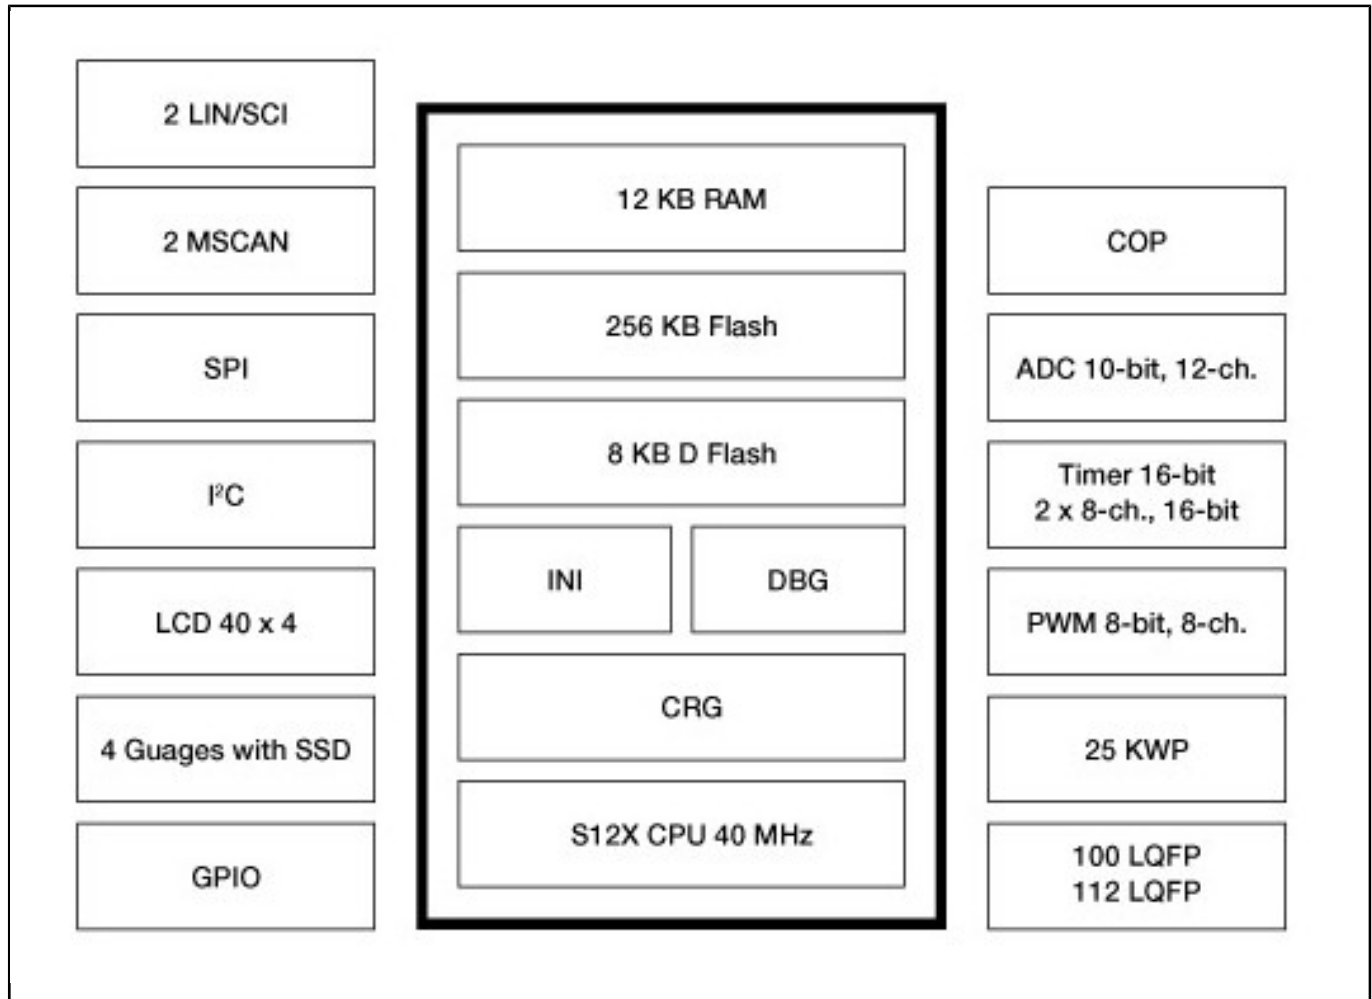 2 LIN/SCI
2 MSCAN
SPI
I²C
LCD 40 x 4
4 Guages with SSD
GPIO
12 KB RAM
256 KB Flash
8 KB D Flash
INI
DBG
CRG
S12X CPU 40 MHz
COP
ADC 10-bit, 12-ch.
Timer 16-bit
2 x 8-ch., 16-bit
PWM 8-bit, 8-ch.
25 KWP
100 LQFP
112 LQFP